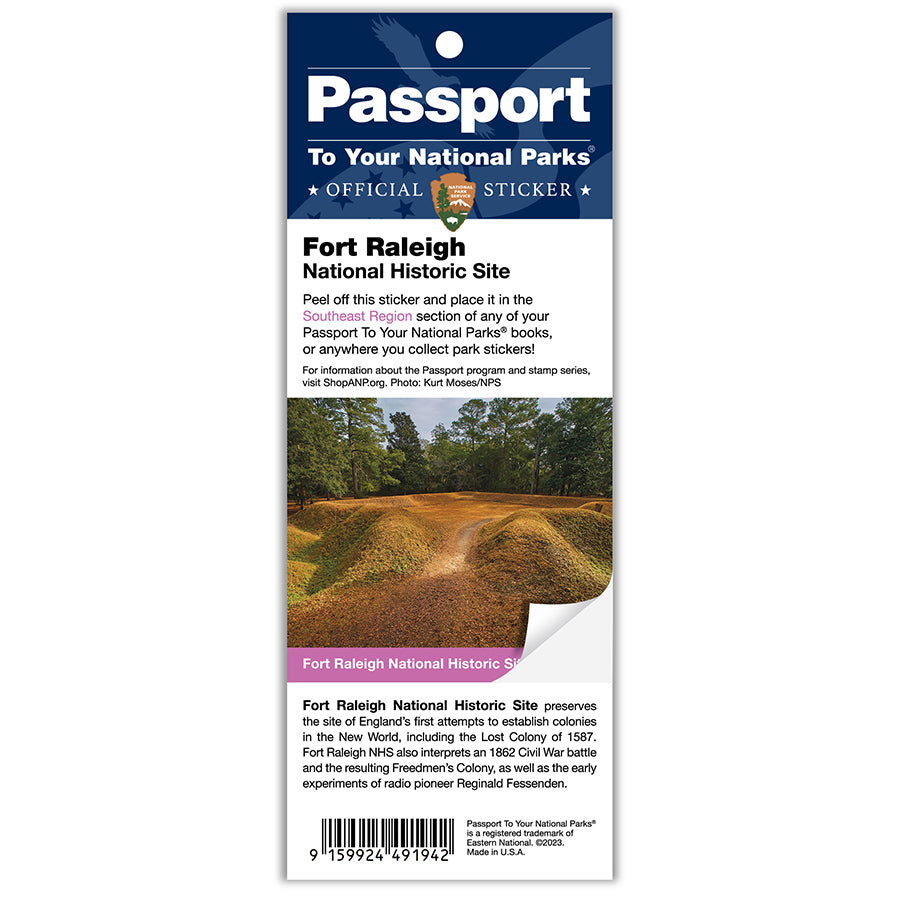 Passport
To Your National Parks®
★ OFFICIAL STICKER ★
NATIONAL
PARK
SERVICE
Fort Raleigh
National Historic Site
Peel off this sticker and place it in the
Southeast Region section of any of your
Passport To Your National Parks® books,
or anywhere you collect park stickers!
For information about the Passport program and stamp series,
visit ShopANP.org. Photo: Kurt Moses/NPS
Fort Raleigh National Historic
Fort Raleigh National Historic Site preserves
the site of England's first attempts to establish colonies
in the New World, including the Lost Colony of 1587.
Fort Raleigh NHS also interprets an 1862 Civil War battle
and the resulting Freedmen's Colony, as well as the early
experiments of radio pioneer Reginald Fessenden.
9 159924 491942
Passport To Your National Parks®
is a registered trademark of
Eastern National. ©2023.
Made in U.S.A.